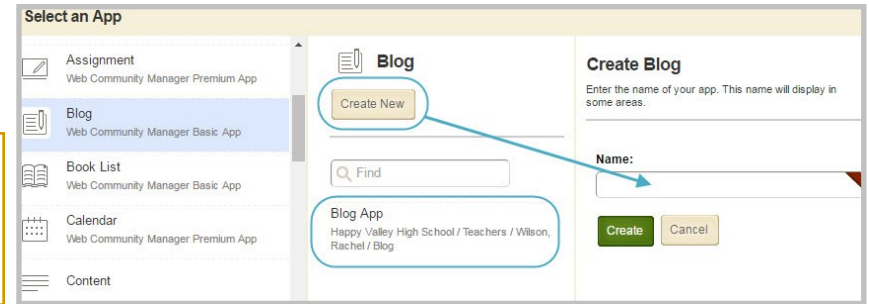 Select an App
Assignment
Web Community Manager Premium App
Blog
Web Community Manager Basic App
Book List
Web Community Manager Basic App
Calendar
Web Community Manager Premium App
Content
Blog
Create New
Find
Blog App
Happy Valley High School / Teachers / Wilson,
Rachel / Blog
Create Blog
Enter the name of your app. This name will display in
some areas.
Name:
Create
Cancel